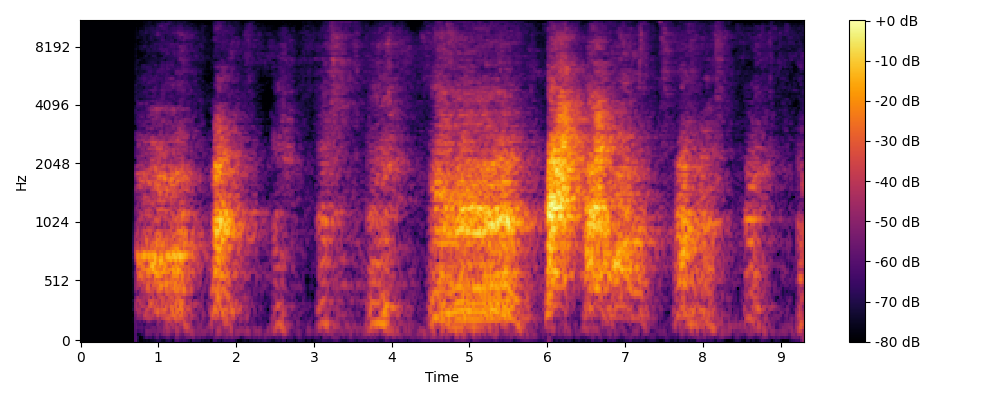 Hz
8192
4096
2048
1024
512
0
0 1 2 3 4 5 6 7 8 9
Time
+0 dB
-10 dB
-20 dB
-30 dB
-40 dB
-50 dB
-60 dB
-70 dB
-80 dB